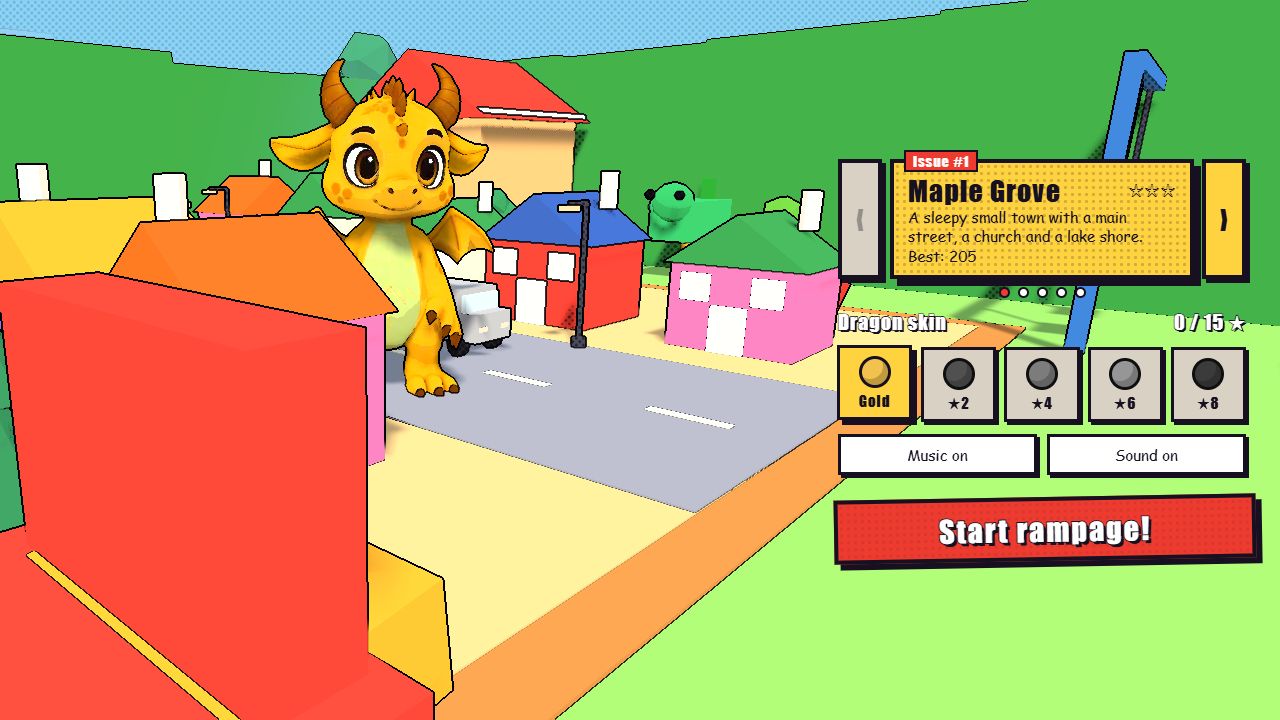 Issue #1
Maple Grove ☆☆☆
A sleepy small town with a main
street, a church and a lake shore.
Best: 205
Dragon skin 0 / 15 ★
Gold ★2 ★4 ★6 ★8
Music on Sound on
Start rampage!